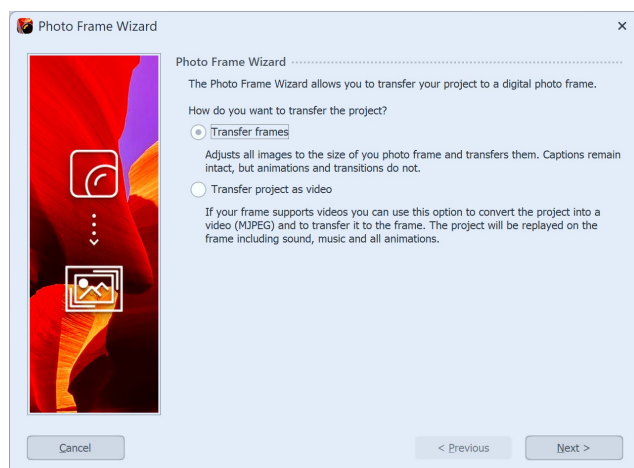 Photo Frame Wizard
Photo Frame Wizard
The Photo Frame Wizard allows you to transfer your project to a digital photo frame.
How do you want to transfer the project?
Transfer frames
Adjusts all images to the size of you photo frame and transfers them. Captions remain
intact, but animations and transitions do not.
Transfer project as video
If your frame supports videos you can use this option to convert the project into a
video (MJPEG) and to transfer it to the frame. The project will be replayed on the
frame including sound, music and all animations.
Cancel
< Previous
Next >